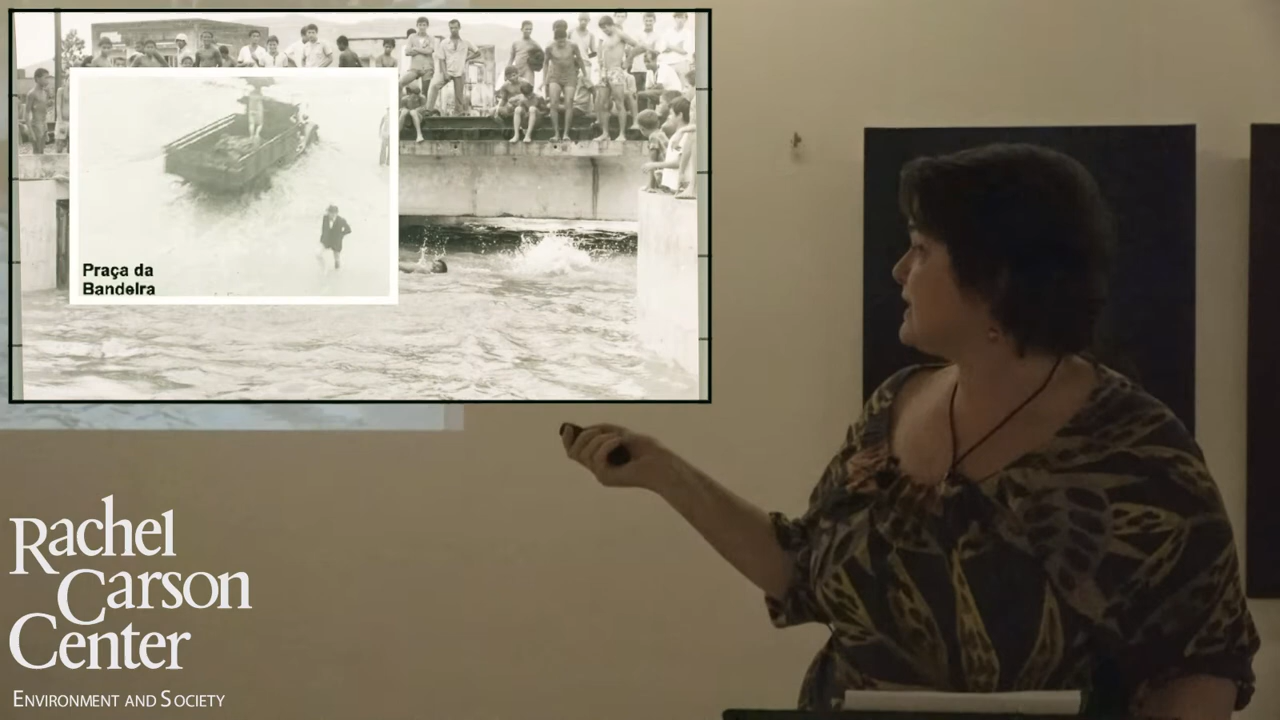 Praça da
Bandeira
Rachel
Carson
Center
ENVIRONMENT AND SOCIETY